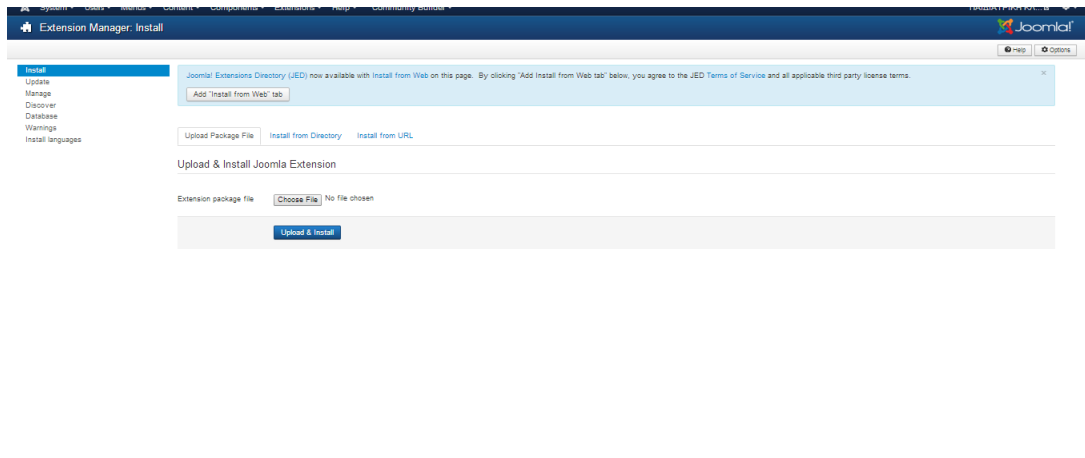 System Users Menus Content Components Extensions Help Community Builder
Extension Manager: Install
Joomla!
Help Options
Install
Update
Manage
Discover
Database
Warnings
Install languages
Joomla! Extensions Directory (JED) now available with Install from Web on this page. By clicking "Add Install from Web tab" below, you agree to the JED Terms of Service and all applicable third party license terms.
×
Add "Install from Web" tab
Upload Package File Install from Directory Install from URL
Upload & Install Joomla Extension
Extension package file Choose File No file chosen
Upload & Install